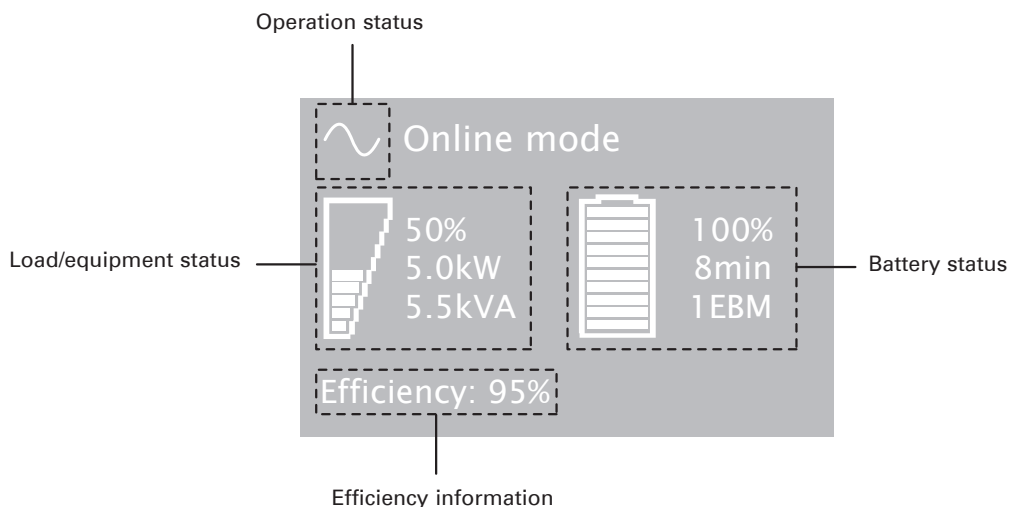 Operation status
Online mode
Load/equipment status
50%
5.0kW
5.5kVA
100%
8min
1EBM
Battery status
Efficiency: 95%
Efficiency information